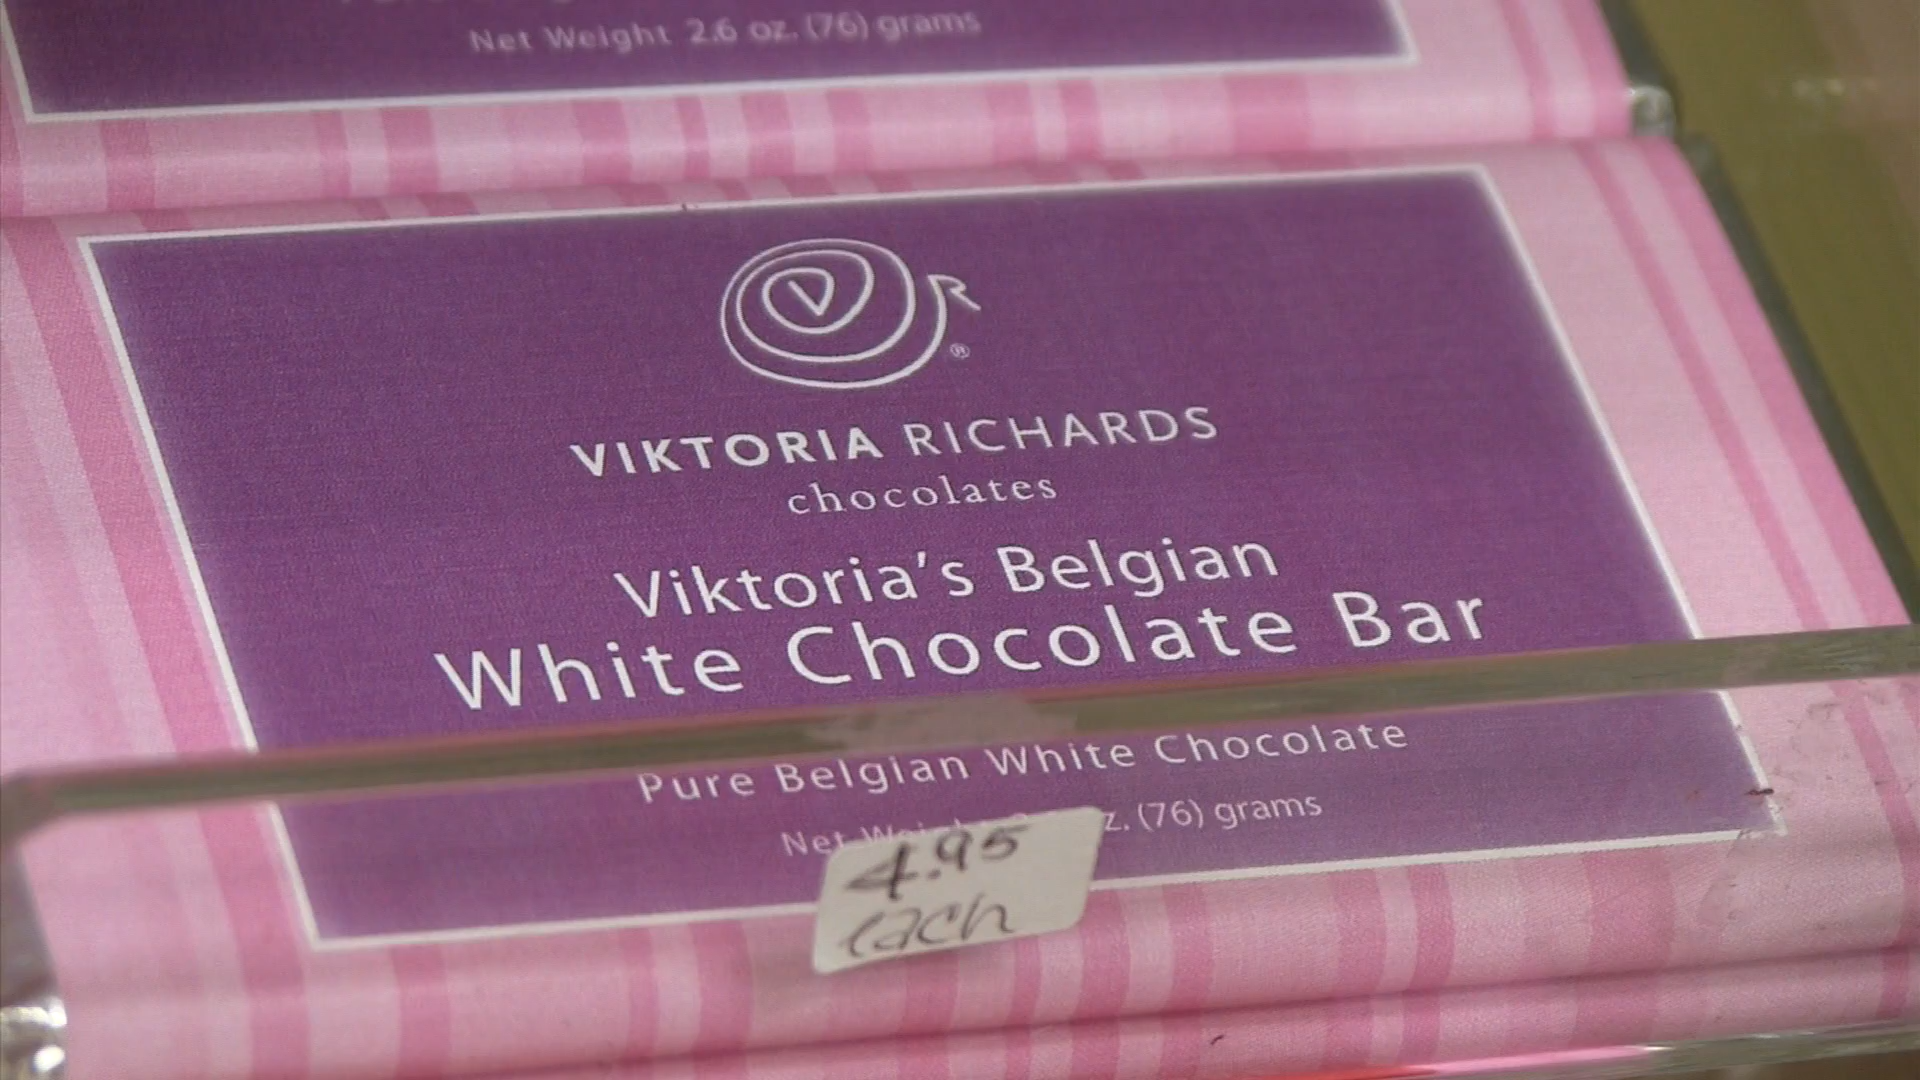 Net Weight 2.6 oz. (76) grams
V R ®
VIKTORIA RICHARDS
chocolates
Viktoria's Belgian
White Chocolate Bar
Pure Belgian White Chocolate
Net z. (76) grams
4.95
each